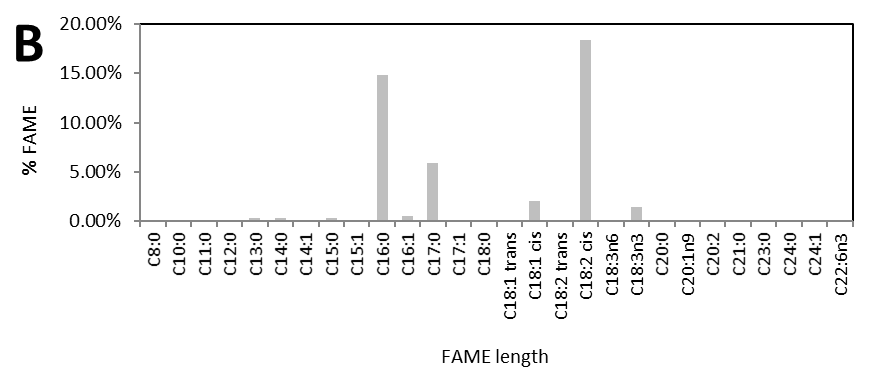 B
% FAME
20.00%
15.00%
10.00%
5.00%
0.00%
C8:0
C10:0
C11:0
C12:0
C13:0
C14:0
C14:1
C15:0
C15:1
C16:0
C16:1
C17:0
C17:1
C18:0
C18:1 trans
C18:1 cis
C18:2 trans
C18:2 cis
C18:3n6
C18:3n3
C20:0
C20:1n9
C20:2
C21:0
C23:0
C24:0
C24:1
C22:6n3
FAME length